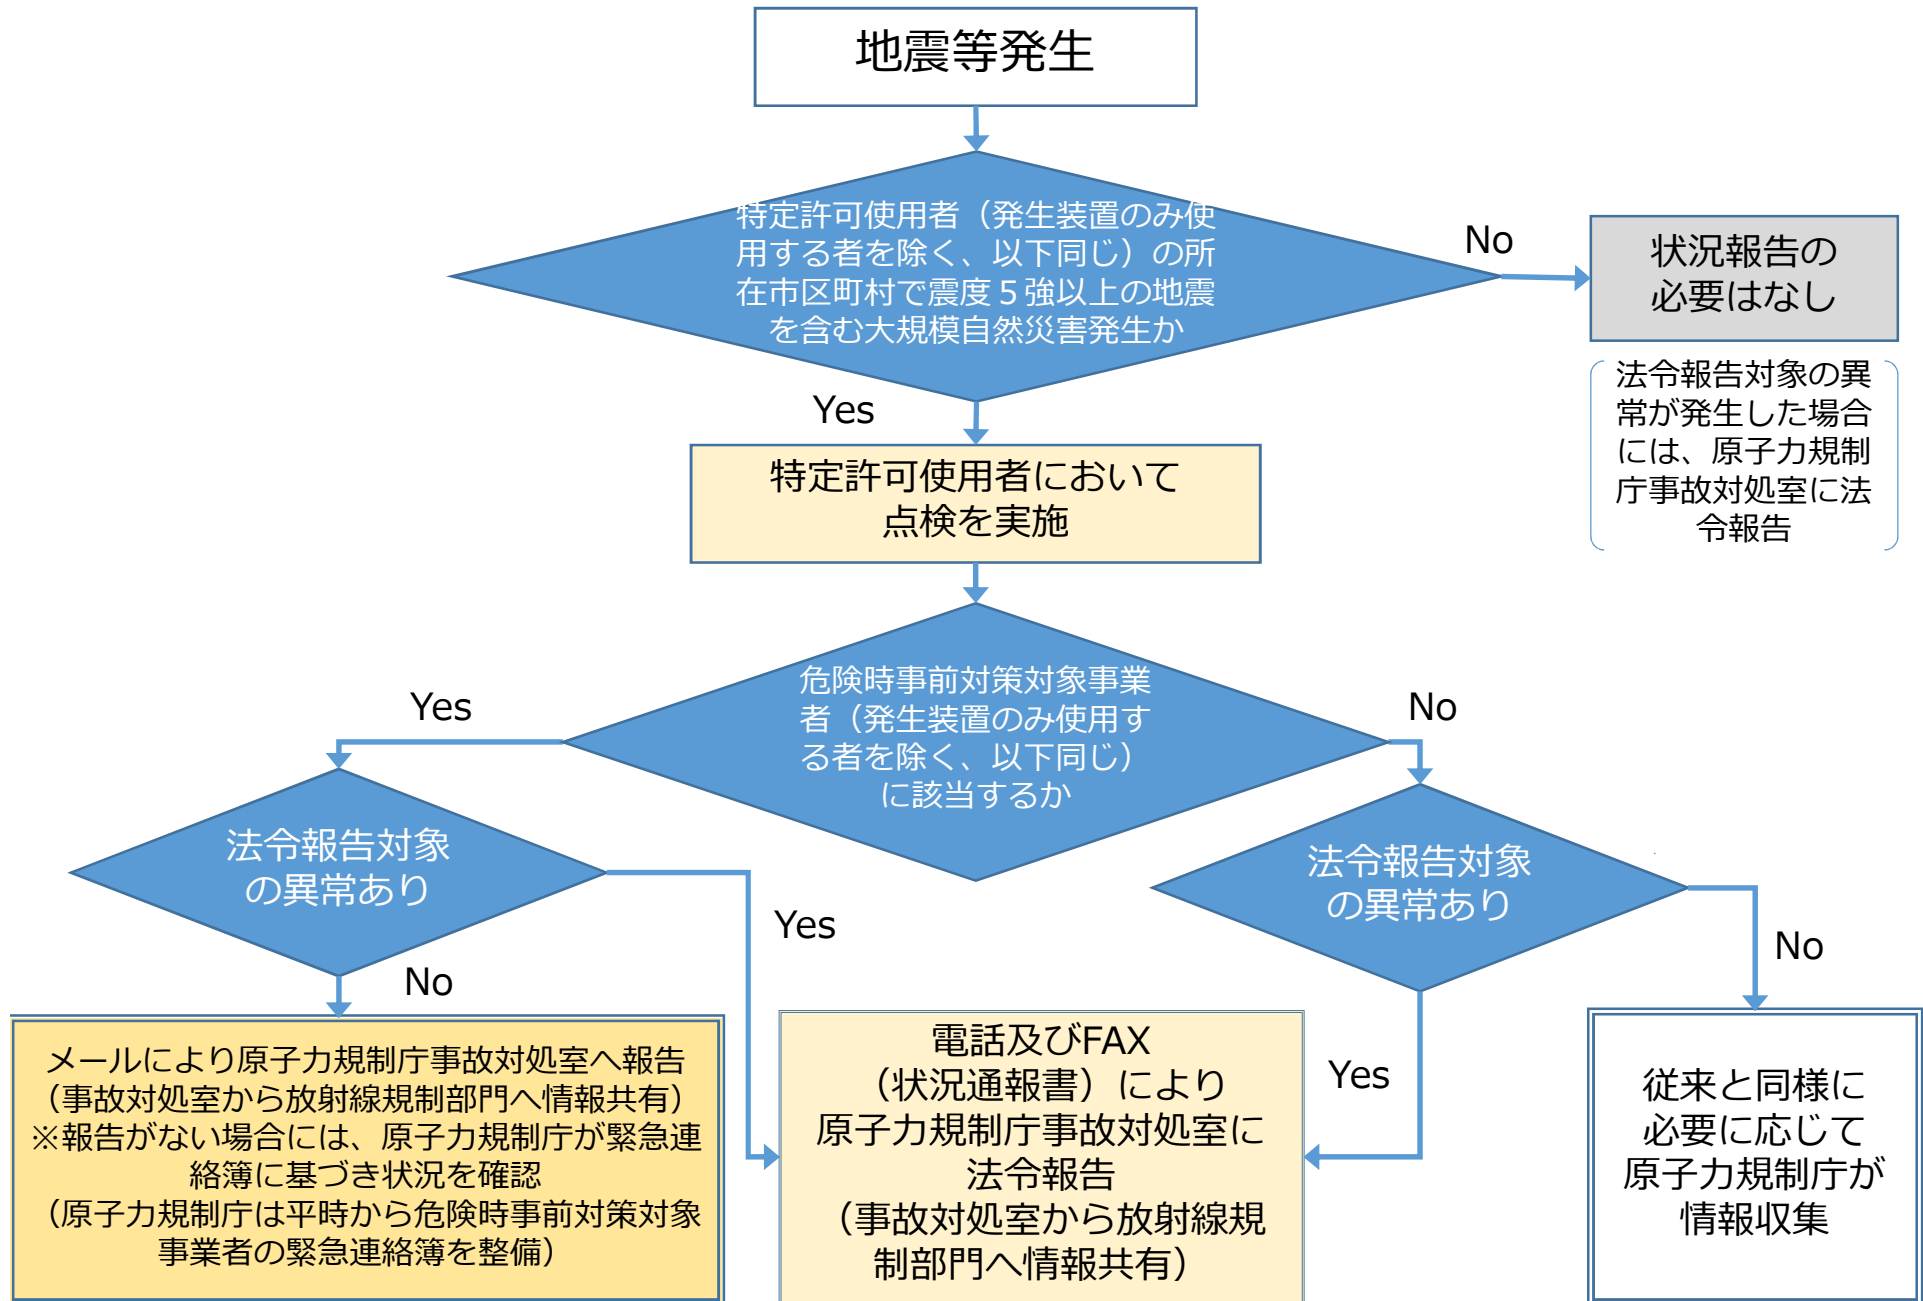 地震等発生
特定許可使用者（発生装置のみ使
用する者を除く、以下同じ）の所
在市区町村で震度５強以上の地震
を含む大規模自然災害発生か
No
状況報告の
必要はなし
法令報告対象の異
常が発生した場合
には、原子力規制
庁事故対処室に法
令報告
Yes
特定許可使用者において
点検を実施
危険時事前対策対象事業
者（発生装置のみ使用す
る者を除く、以下同じ）
に該当するか
Yes
No
法令報告対象
の異常あり
法令報告対象
の異常あり
Yes
No
No
Yes
メールにより原子力規制庁事故対処室へ報告
（事故対処室から放射線規制部門へ情報共有）
※報告がない場合には、原子力規制庁が緊急連
絡簿に基づき状況を確認
（原子力規制庁は平時から危険時事前対策対象
事業者の緊急連絡簿を整備）
電話及びFAX
（状況通報書）により
原子力規制庁事故対処室に
法令報告
（事故対処室から放射線規
制部門へ情報共有）
従来と同様に
必要に応じて
原子力規制庁が
情報収集